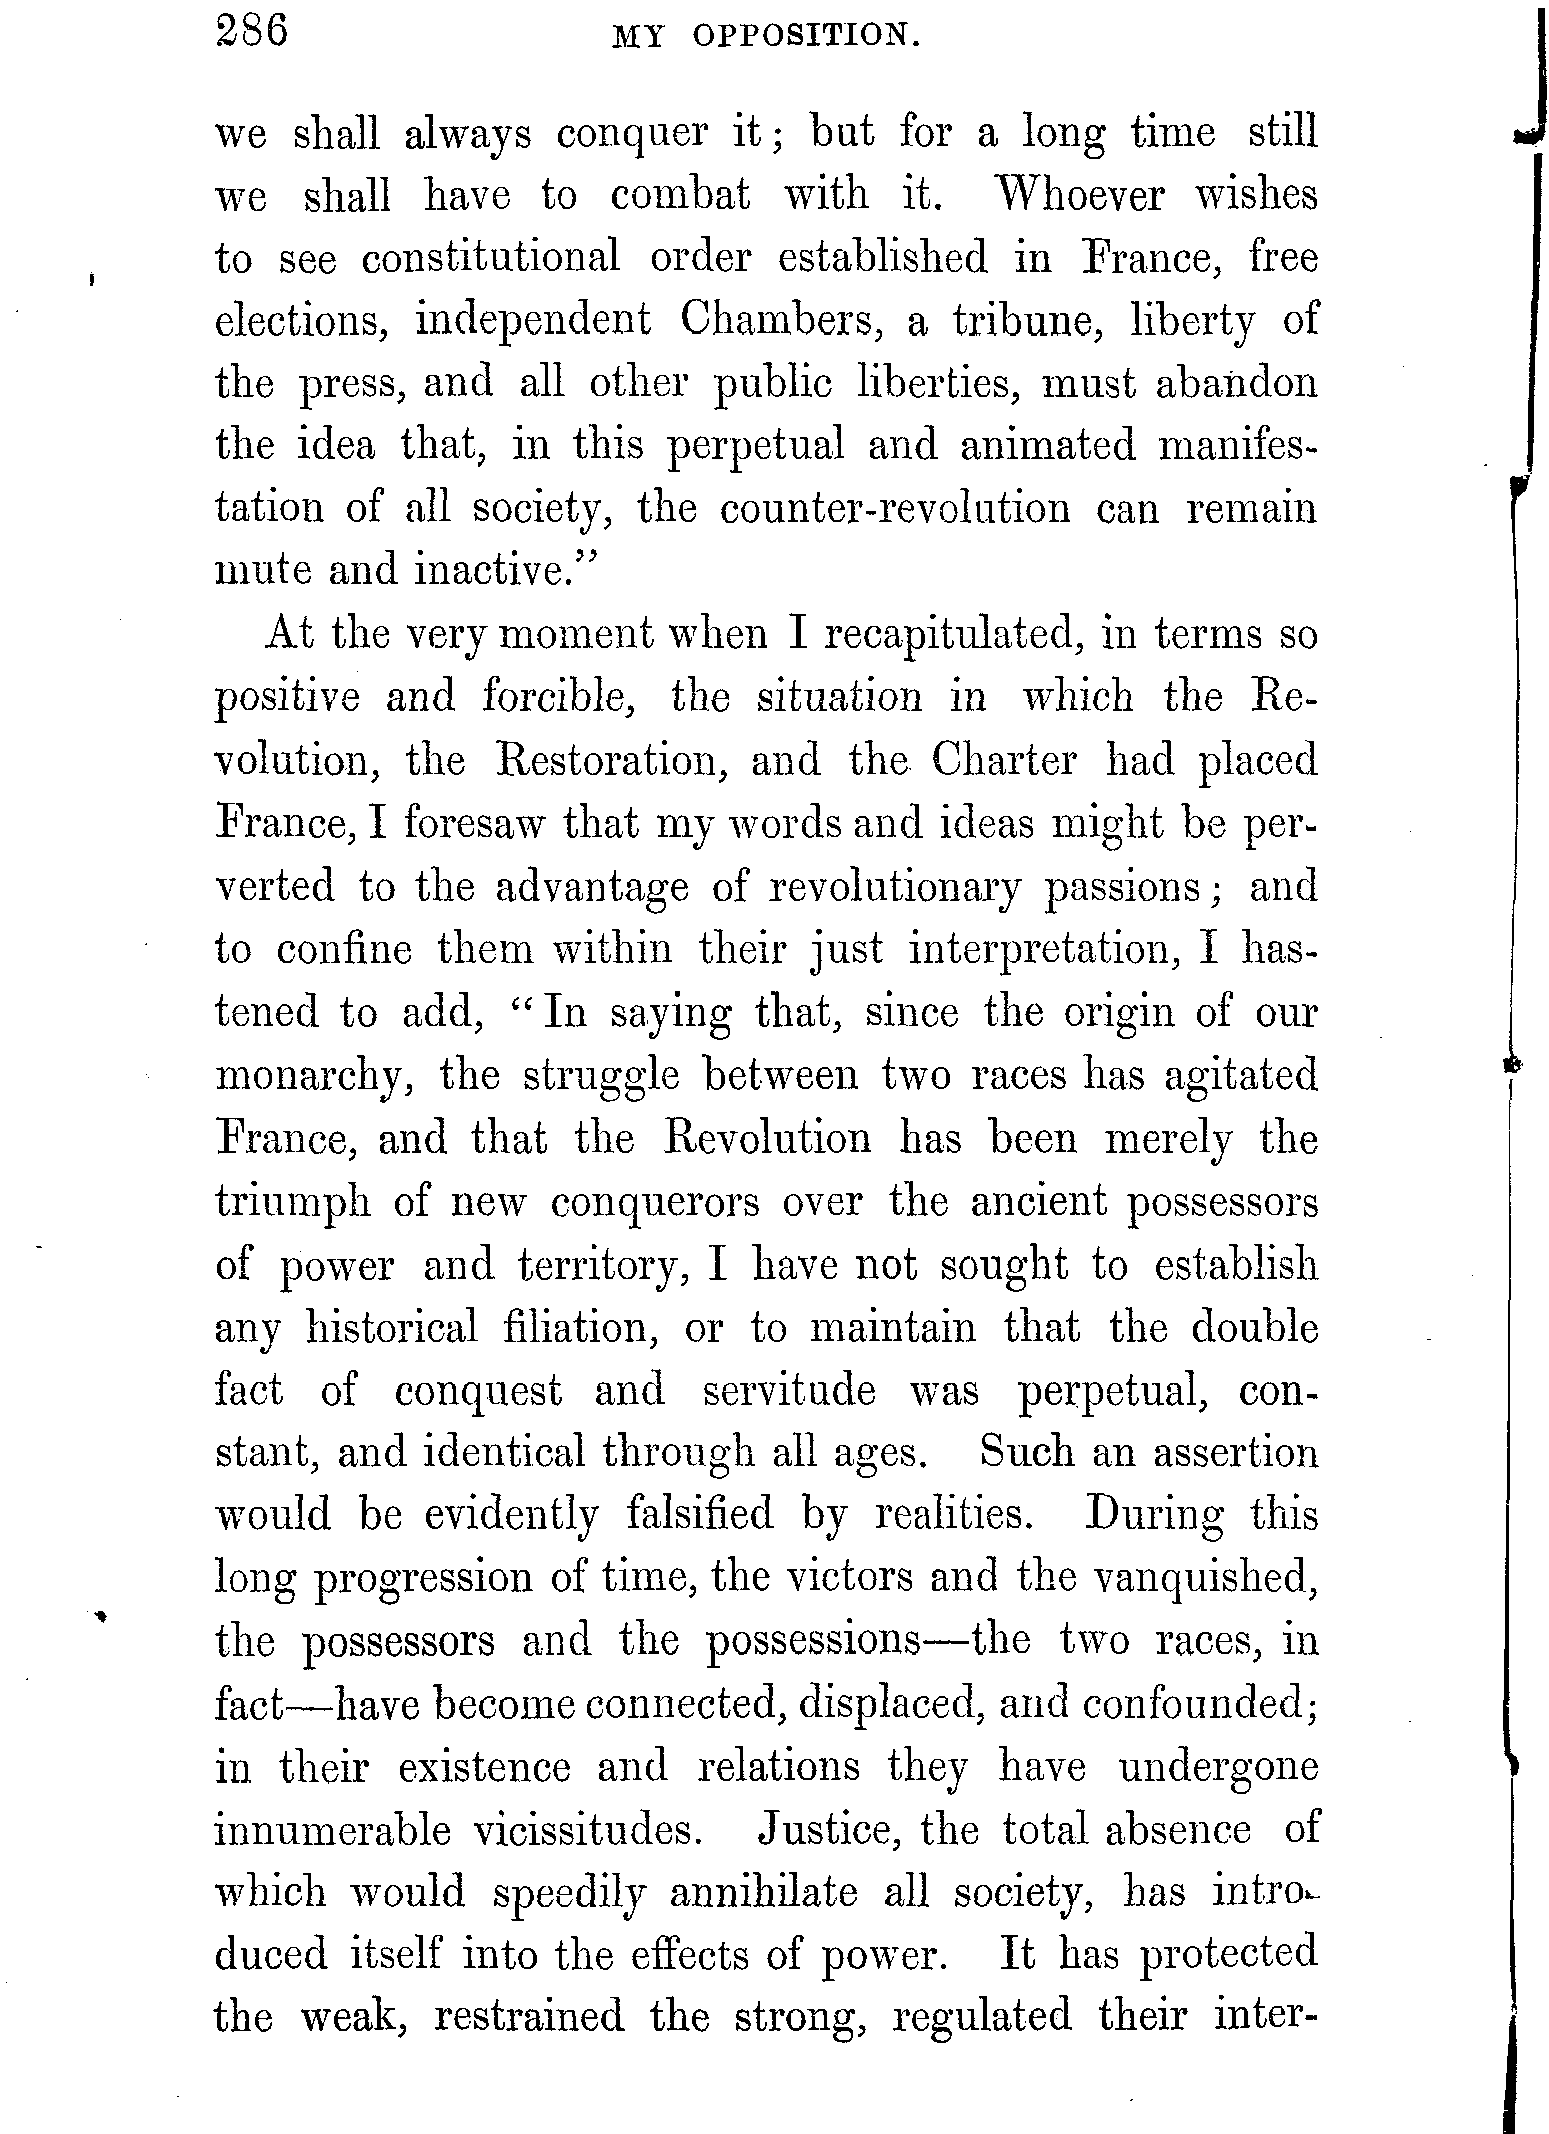 286 MY OPPOSITION.
we shall always conquer it; but for a long time still
we shall have to combat with it. Whoever wishes
to see constitutional order established in France, free
elections, independent Chambers, a tribune, liberty of
the press, and all other public liberties, must abandon
the idea that, in this perpetual and animated manifes-
tation of all society, the counter-revolution can remain
mute and inactive.”
At the very moment when I recapitulated, in terms so
positive and forcible, the situation in which the Re-
volution, the Restoration, and the Charter had placed
France, I foresaw that my words and ideas might be per-
verted to the advantage of revolutionary passions; and
to confine them within their just interpretation, I has-
tened to add, “In saying that, since the origin of our
monarchy, the struggle between two races has agitated
France, and that the Revolution has been merely the
triumph of new conquerors over the ancient possessors
of power and territory, I have not sought to establish
any historical filiation, or to maintain that the double
fact of conquest and servitude was perpetual, con-
stant, and identical through all ages. Such an assertion
would be evidently falsified by realities. During this
long progression of time, the victors and the vanquished,
the possessors and the possessions—the two races, in
fact—have become connected, displaced, and confounded;
in their existence and relations they have undergone
innumerable vicissitudes. Justice, the total absence of
which would speedily annihilate all society, has intro-
duced itself into the effects of power. It has protected
the weak, restrained the strong, regulated their inter-